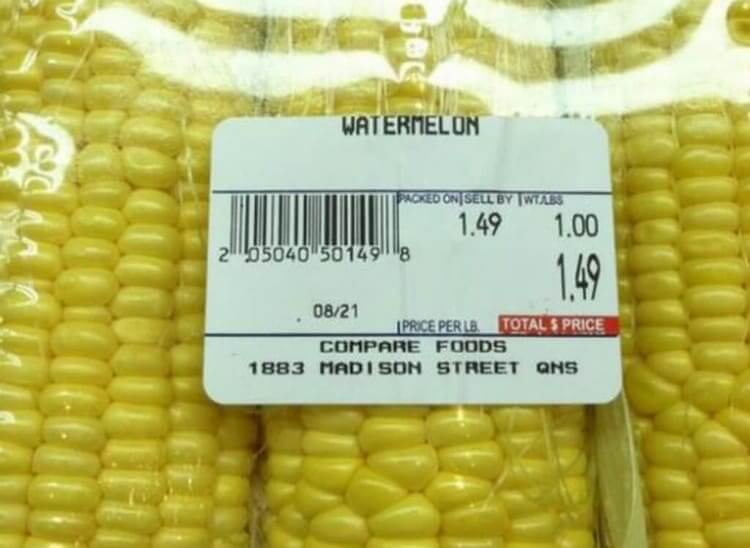 WATERMELON
PACKED ON SELL BY WT/LBS
1.49 1.00
2 05040 50149 8
1.49
08/21
PRICE PER LB. TOTAL $ PRICE
COMPARE FOODS
1883 MADISON STREET QNS